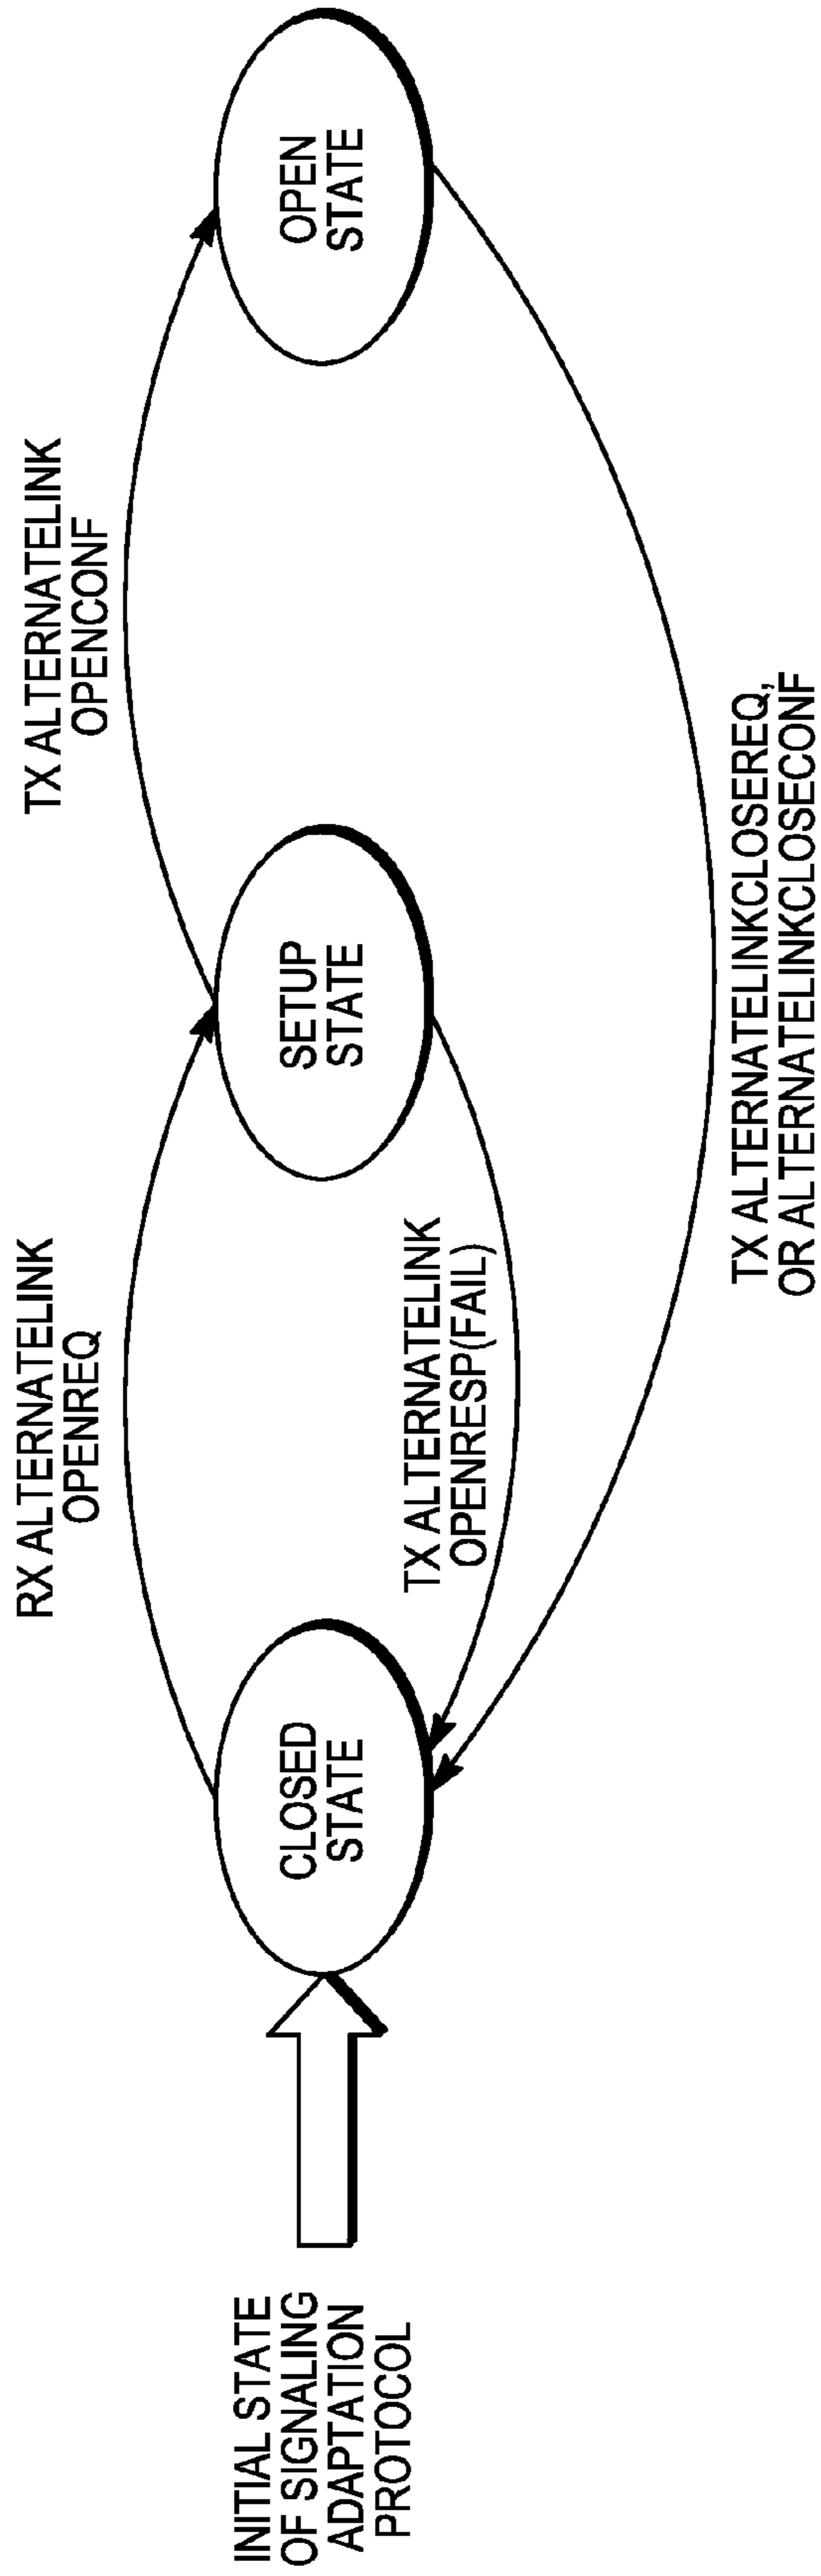 INITIAL STATE
OF SIGNALING
ADAPTATION
PROTOCOL
CLOSED
STATE
RX ALTERNATELINK
OPENREQ
TX ALTERNATELINK
OPENRESP(FAIL)
SETUP
STATE
TX ALTERNATELINK
OPENCONF
OPEN
STATE
TX ALTERNATELINKCLOSEREQ,
OR ALTERNATELINKCLOSECONF